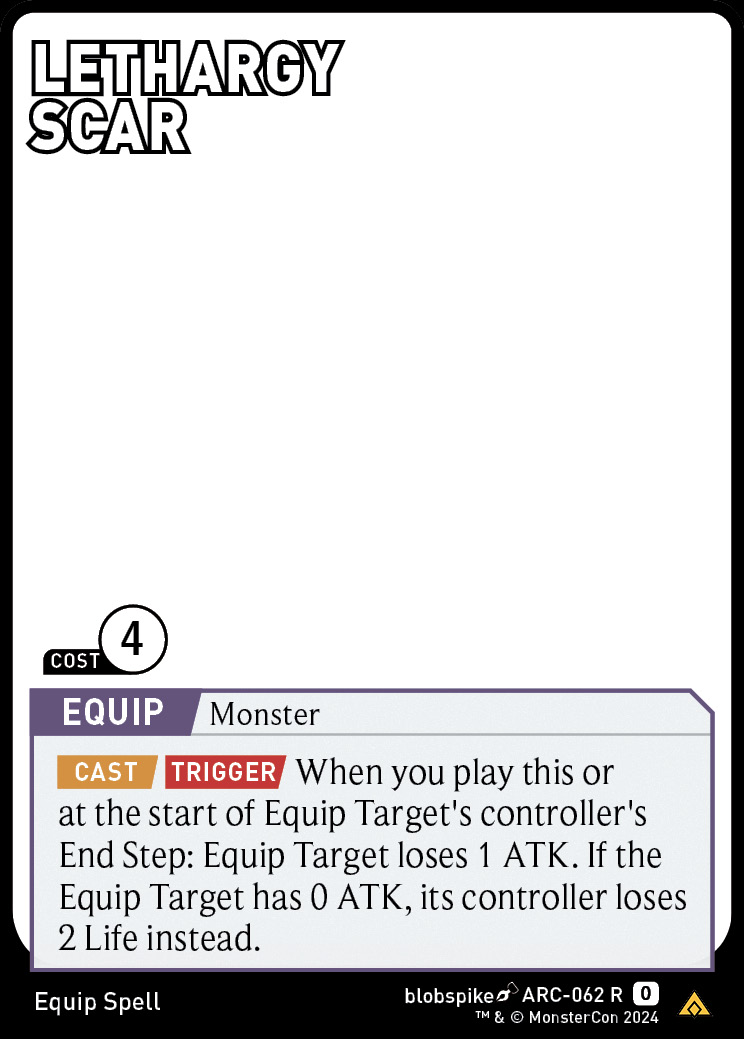 LETHARGY
SCAR
COST 4
EQUIP Monster
CAST TRIGGER When you play this or
at the start of Equip Target's controller's
End Step: Equip Target loses 1 ATK. If the
Equip Target has 0 ATK, its controller loses
2 Life instead.
Equip Spell
blobspike ARC-062 R 0
™ & © MonsterCon 2024